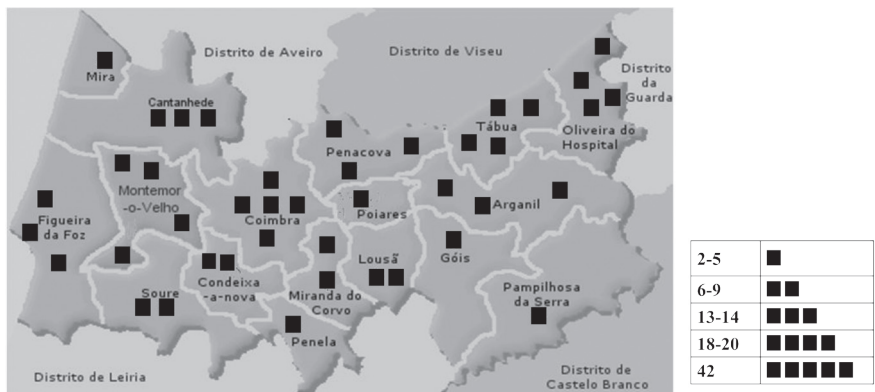 Distrito de Aveiro
Distrito de Viseu
Distrito
da
Guarda
Mira
Cantanhede
Tábua
Oliveira do
Hospital
Penacova
Montemor
-o-Velho
Figueira
da Foz
Coimbra
Poiares
Arganil
Lousã
Góis
Condeixa
-a-nova
Soure
Miranda do
Corvo
Pampilhosa
da Serra
Penela
Distrito de Leiria
Distrito de
Castelo Branco
2-5
6-9
13-14
18-20
42